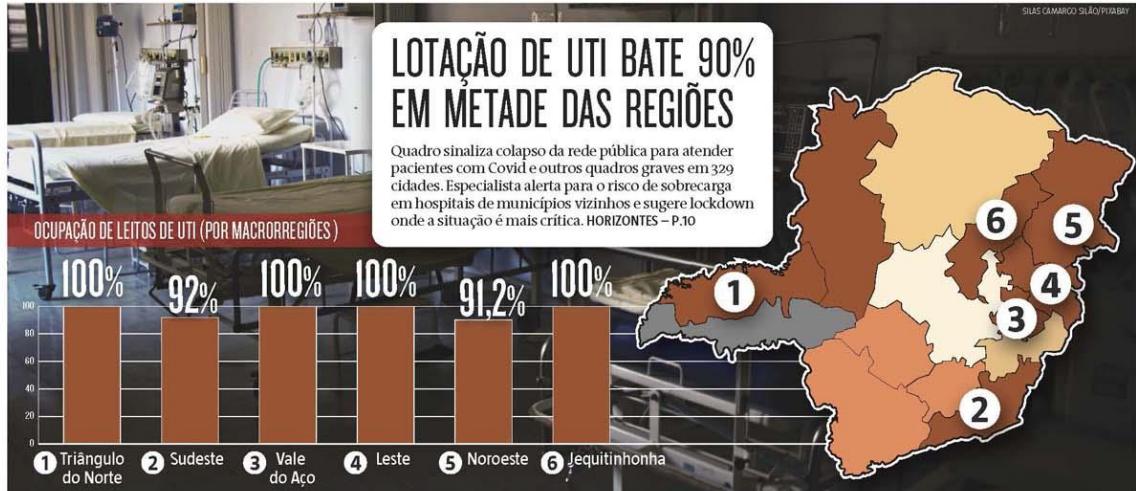 SILAS CAMARGO SILÃO/PIXABAY
LOTAÇÃO DE UTI BATE 90%
EM METADE DAS REGIÕES
Quadro sinaliza colapso da rede pública para atender
pacientes com Covid e outros quadros graves em 329
cidades. Especialista alerta para o risco de sobrecarga
em hospitais de municípios vizinhos e sugere lockdown
onde a situação é mais crítica. HORIZONTES – P.10
OCUPAÇÃO DE LEITOS DE UTI (POR MACRORREGIÕES)
100% 92% 100% 100% 91,2% 100%
100
80
60
40
20
0
1 Triângulo do Norte
2 Sudeste
3 Vale do Aço
4 Leste
5 Noroeste
6 Jequitinhonha
6
5
1
4
3
2